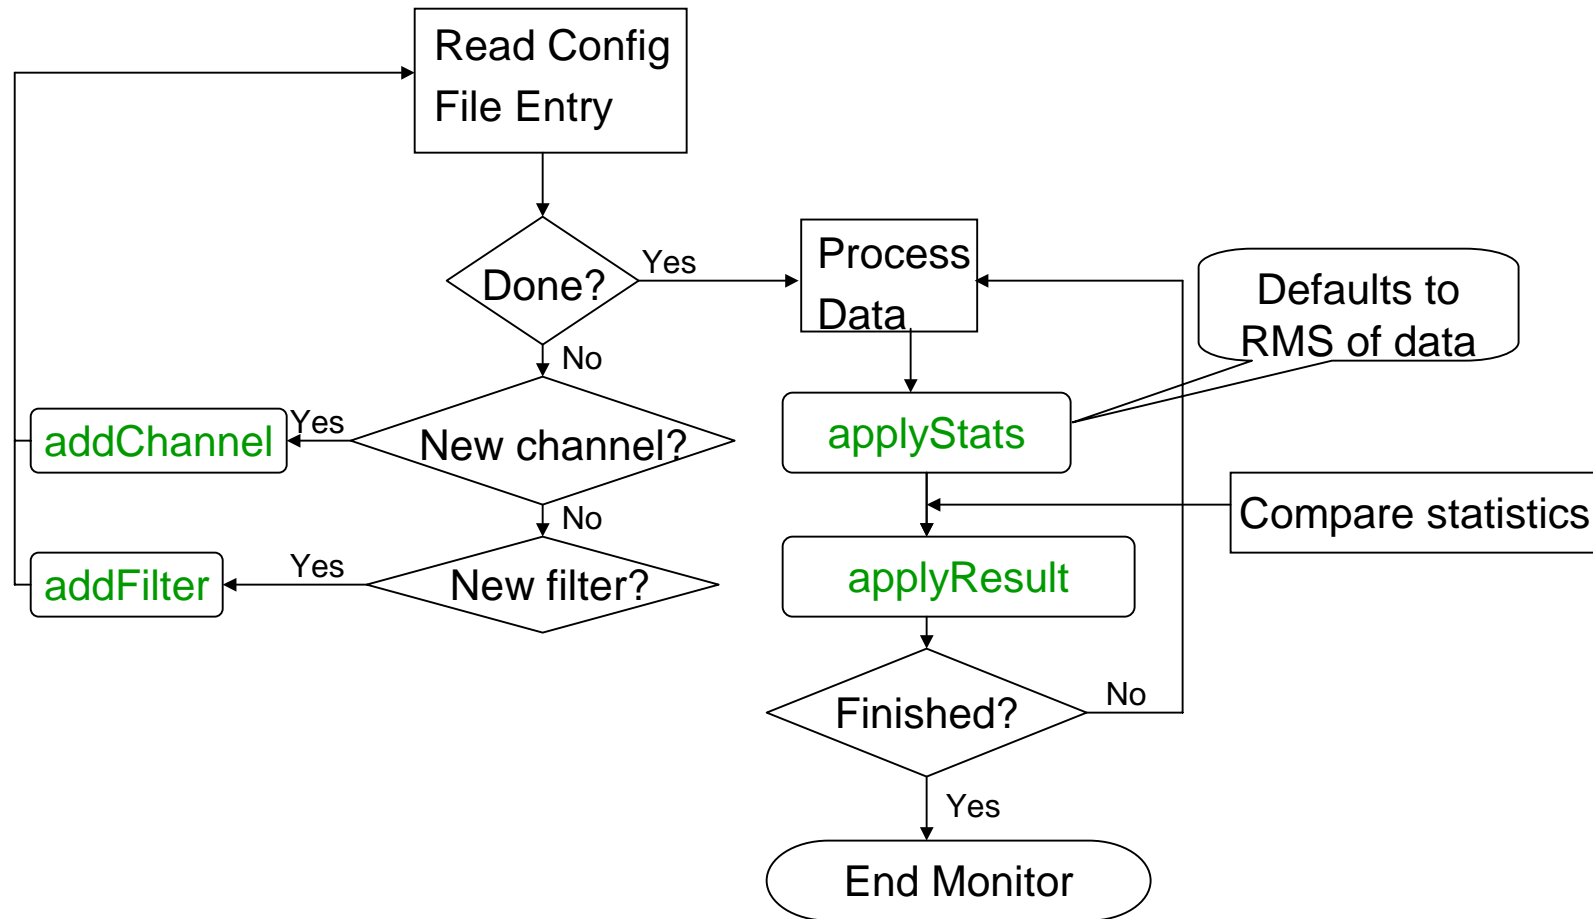 Read Config
File Entry
Done?
Yes
No
Process
Data
Defaults to
RMS of data
addChannel
Yes
New channel?
No
applyStats
Compare statistics
addFilter
Yes
New filter?
applyResult
Finished?
No
Yes
End Monitor